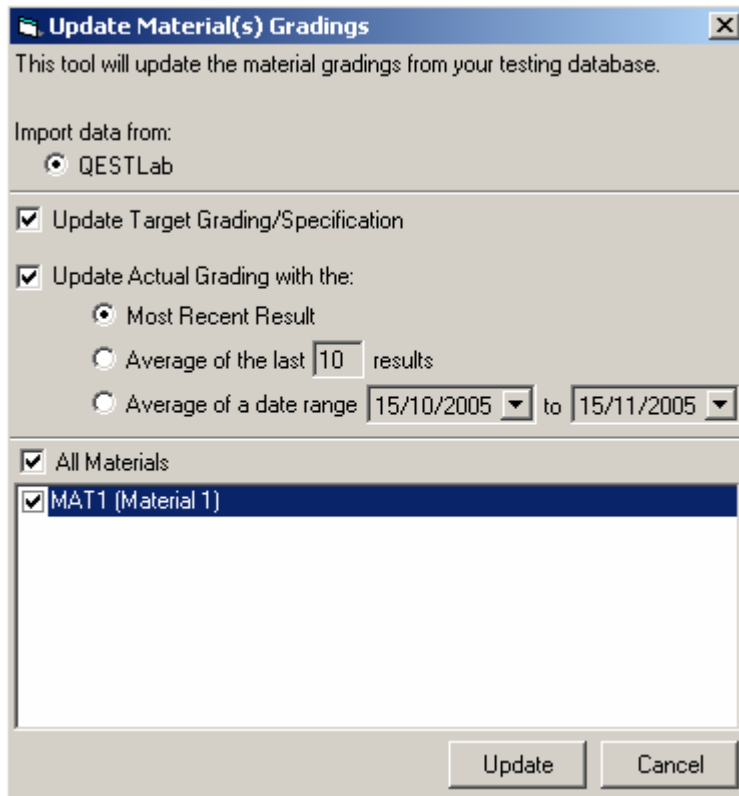 Update Material(s) Gradings
This tool will update the material gradings from your testing database.
Import data from:
QESTLab
Update Target Grading/Specification
Update Actual Grading with the:
Most Recent Result
Average of the last 10 results
Average of a date range 15/10/2005 to 15/11/2005
All Materials
MAT1 (Material 1)
Update Cancel